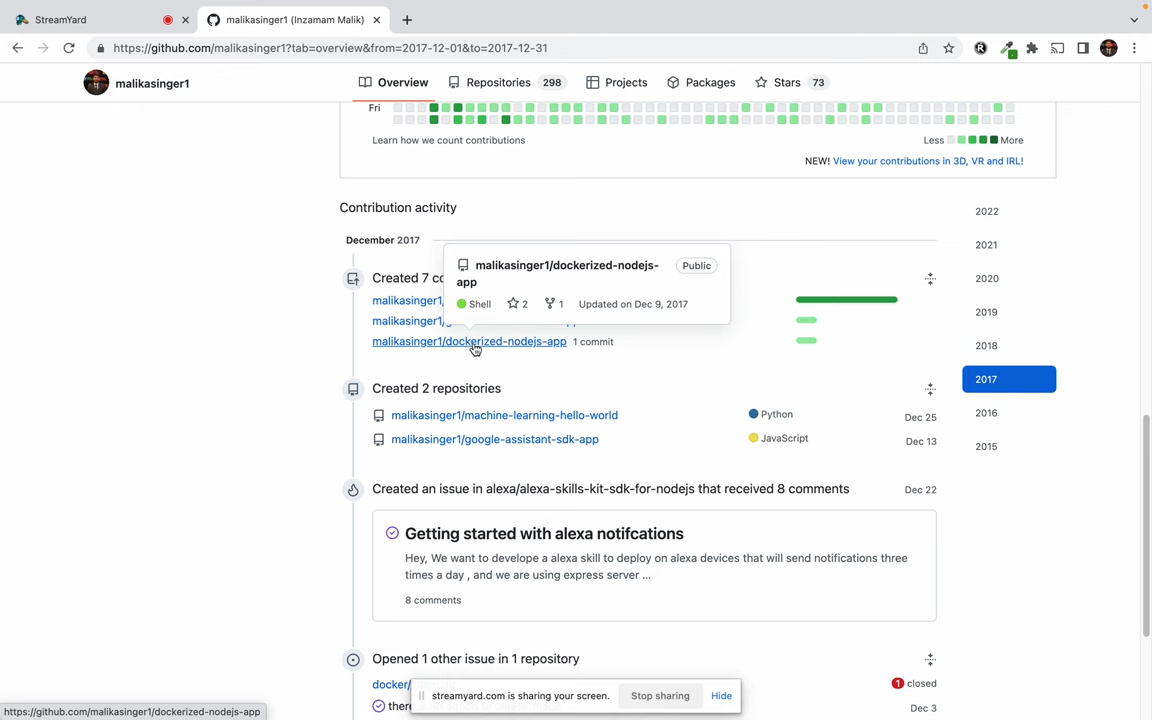 StreamYard
malikasinger1 (Inzamam Malik)
https://github.com/malikasinger1?tab=overview&from=2017-12-01&to=2017-12-31
malikasinger1
Overview
Repositories 298
Projects
Packages
Stars 73
Fri
Learn how we count contributions
Less More
NEW! View your contributions in 3D, VR and IRL!
Contribution activity
2022
2021
2020
2019
2018
2017
2016
2015
December 2017
malikasinger1/dockerized-nodejs-
app
Public
Shell 2 1 Updated on Dec 9, 2017
Created 7
malikasinger1/
malikasinger1/
malikasinger1/dockerized-nodejs-app 1 commit
Created 2 repositories
malikasinger1/machine-learning-hello-world Python Dec 25
malikasinger1/google-assistant-sdk-app JavaScript Dec 13
Created an issue in alexa/alexa-skills-kit-sdk-for-nodejs that received 8 comments Dec 22
Getting started with alexa notifcations
Hey, We want to develope a alexa skill to deploy on alexa devices that will send notifications three
times a day , and we are using express server ...
8 comments
Opened 1 other issue in 1 repository
docker/ 1 closed
Dec 3
streamyard.com is sharing your screen. Stop sharing Hide
https://github.com/malikasinger1/dockerized-nodejs-app